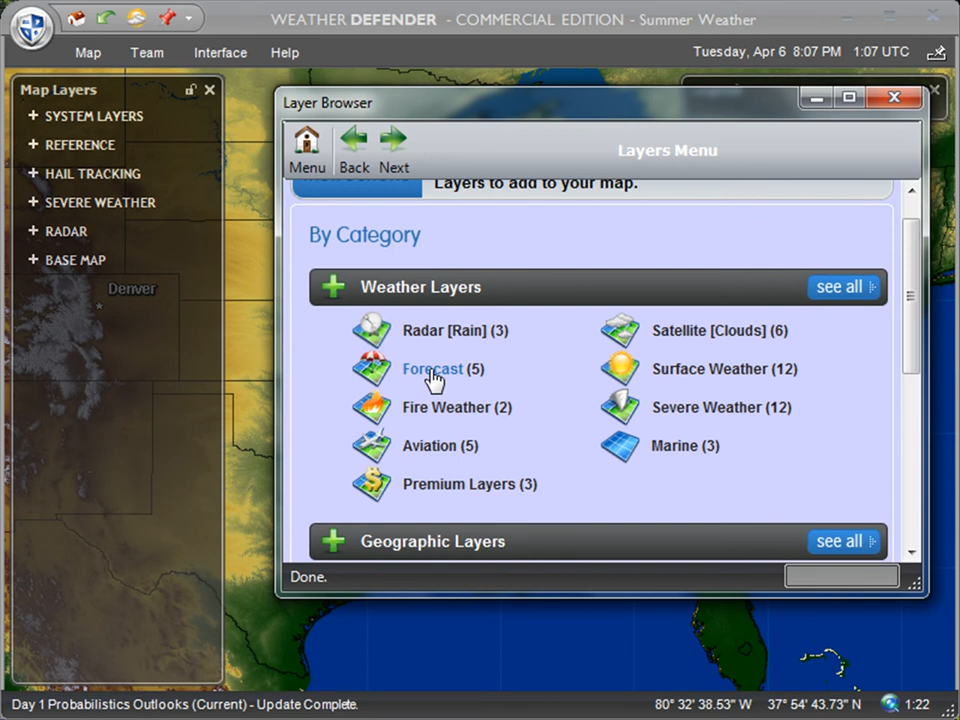 WEATHER DEFENDER - COMMERCIAL EDITION - Summer Weather
Map Team Interface Help
Tuesday, Apr 6 8:07 PM 1:07 UTC
Map Layers
+ SYSTEM LAYERS
+ REFERENCE
+ HAIL TRACKING
+ SEVERE WEATHER
+ RADAR
+ BASE MAP
Denver
Layer Browser
Menu Back Next
Layers Menu
Layers to add to your map.
By Category
Weather Layers
see all
Radar [Rain] (3)
Satellite [Clouds] (6)
Forecast (5)
Surface Weather (12)
Fire Weather (2)
Severe Weather (12)
Aviation (5)
Marine (3)
Premium Layers (3)
Geographic Layers
see all
Done.
Day 1 Probabilistics Outlooks (Current) - Update Complete.
80° 32' 38.53" W 37° 54' 43.73" N
1:22